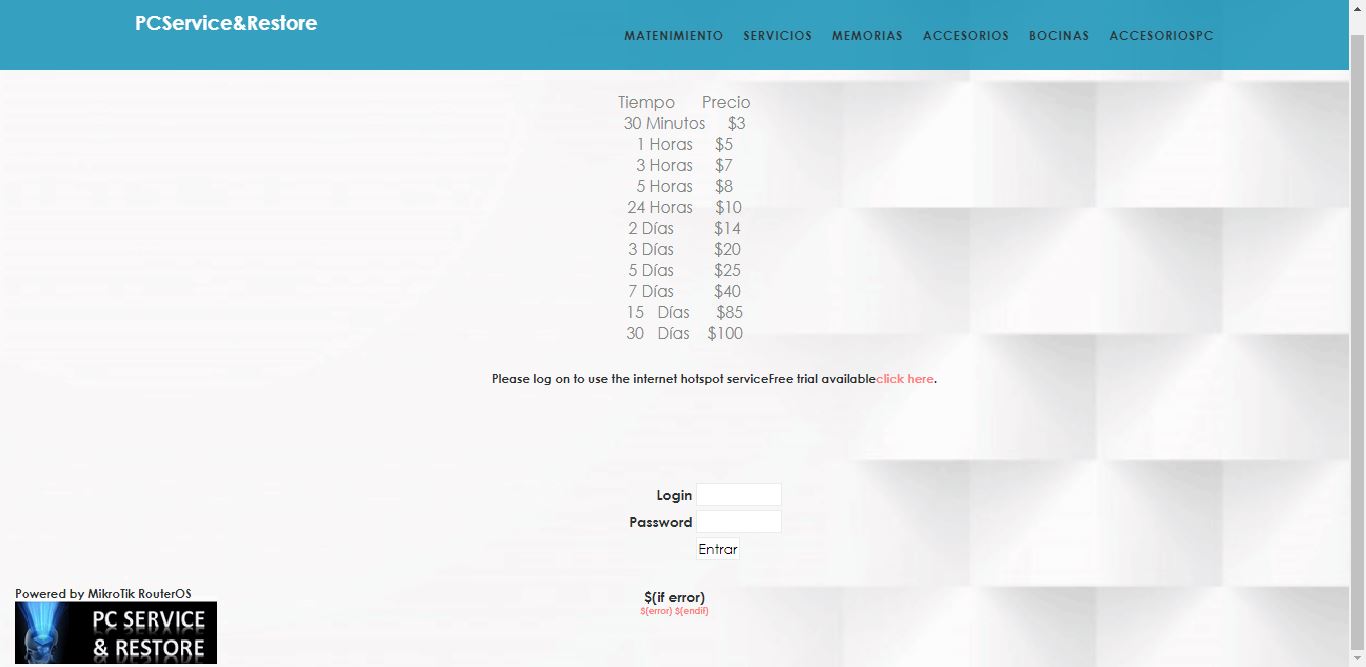 PCService&Restore
MATENIMIENTO SERVICIOS MEMORIAS ACCESORIOS BOCINAS ACCESORIOSPC
Tiempo Precio
30 Minutos $3
1 Horas $5
3 Horas $7
5 Horas $8
24 Horas $10
2 Días $14
3 Días $20
5 Días $25
7 Días $40
15 Días $85
30 Días $100
Please log on to use the internet hotspot serviceFree trial availableclick here.
Login
Password
Entrar
$(if error)
$(error) $(endif)
Powered by MikroTik RouterOS
PC SERVICE
& RESTORE